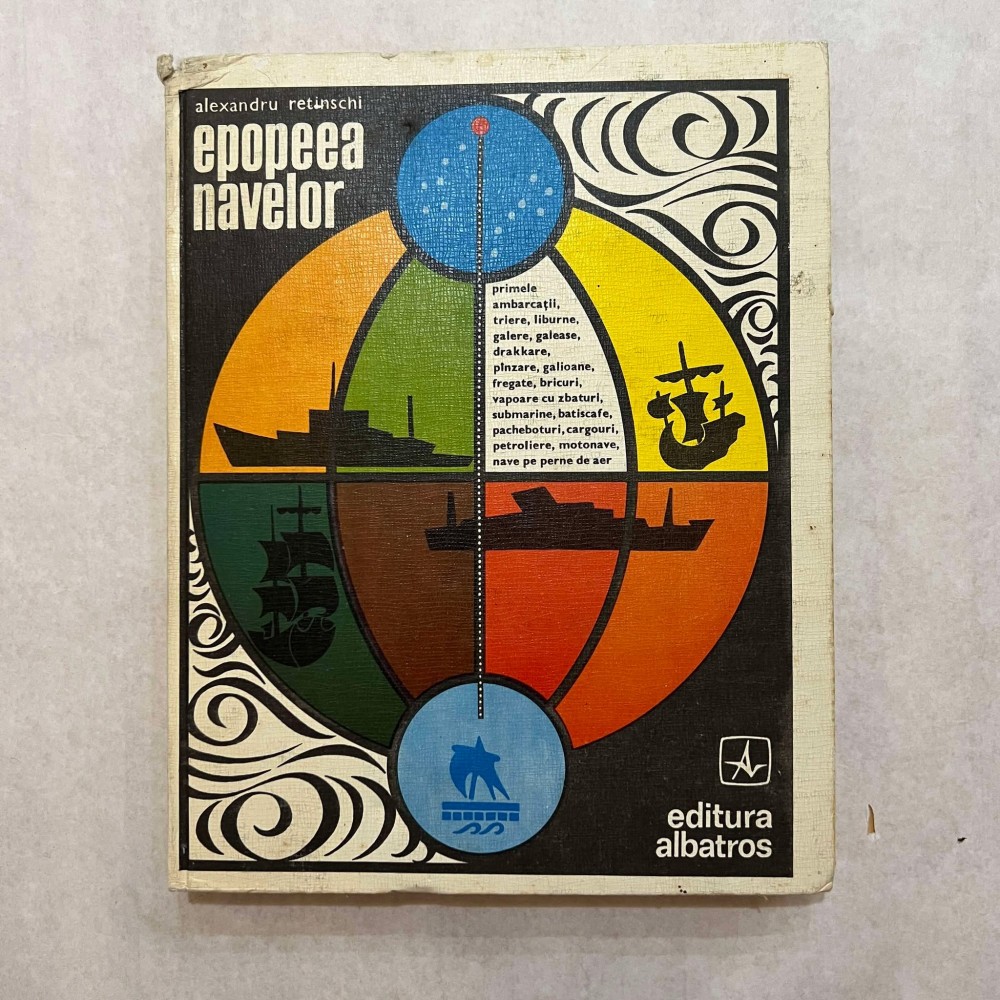 alexandru retinschi
epopeea
navelor
primele
ambarcații,
triere, liburne,
galere, galease,
drakkare,
pînzare, galioane,
fregate, bricuri,
vapoare cu zbaturi,
submarine, batiscafe,
pacheboturi, cargouri,
petroliere, motonave,
nave pe perne de aer
editura
albatros